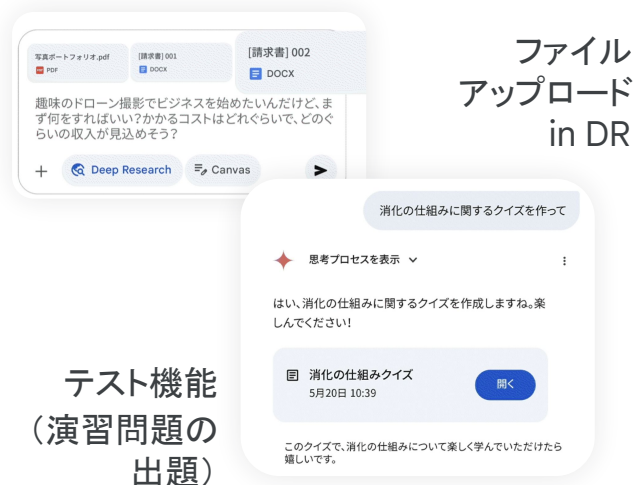 写真ポートフォリオ.pdf
PDF
[請求書] 001
DOCX
[請求書] 002
DOCX
趣味のドローン撮影でビジネスを始めたいんだけど、ま
ず何をすればいい?かかるコストはどれぐらいで、どのぐ
らいの収入が見込めそう?
+ Deep Research Canvas
ファイル
アップロード
in DR
消化の仕組みに関するクイズを作って
思考プロセスを表示
はい、消化の仕組みに関するクイズを作成しますね。楽
しんでください!
消化の仕組みクイズ
5月20日 10:39
開く
このクイズで、消化の仕組みについて楽しく学んでいただけたら
嬉しいです。
テスト機能
(演習問題の
出題)